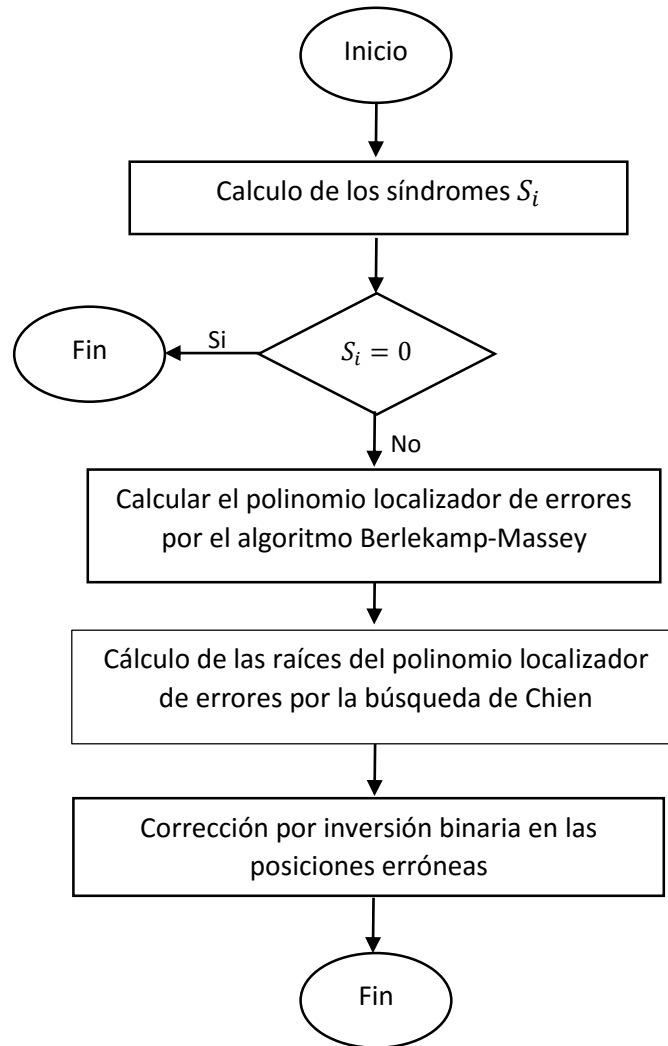 Inicio
Calculo de los síndromes S_i
Si
Fin
S_i = 0
No
Calcular el polinomio localizador de errores
por el algoritmo Berlekamp-Massey
Cálculo de las raíces del polinomio localizador
de errores por la búsqueda de Chien
Corrección por inversión binaria en las
posiciones erróneas
Fin